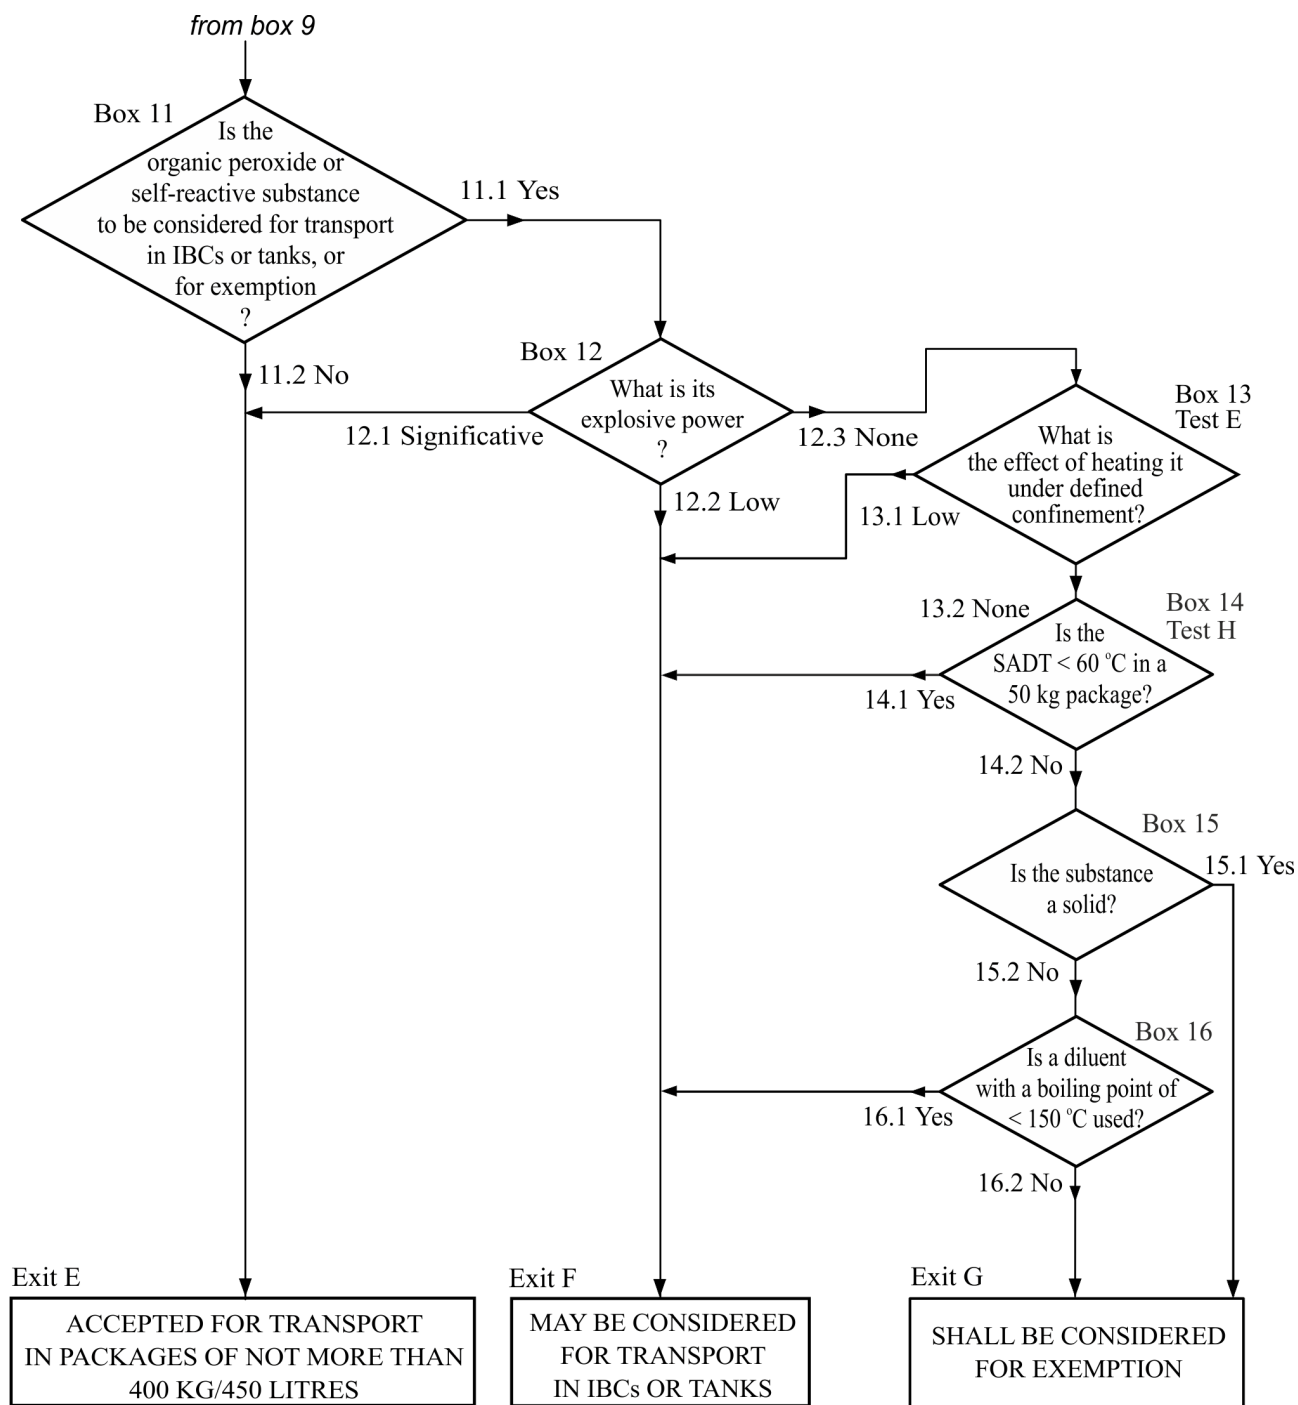 from box 9
Box 11
Is the
organic peroxide or
self-reactive substance
to be considered for transport
in IBCs or tanks, or
for exemption
?
11.1 Yes
11.2 No
Box 12
What is its
explosive power
?
12.1 Significative
12.2 Low
12.3 None
Box 13
Test E
What is
the effect of heating it
under defined
confinement?
13.1 Low
13.2 None
Box 14
Test H
Is the
SADT < 60 °C in a
50 kg package?
14.1 Yes
14.2 No
Box 15
Is the substance
a solid?
15.1 Yes
15.2 No
Box 16
Is a diluent
with a boiling point of
< 150 °C used?
16.1 Yes
16.2 No
Exit E
ACCEPTED FOR TRANSPORT
IN PACKAGES OF NOT MORE THAN
400 KG/450 LITRES
Exit F
MAY BE CONSIDERED
FOR TRANSPORT
IN IBCs OR TANKS
Exit G
SHALL BE CONSIDERED
FOR EXEMPTION